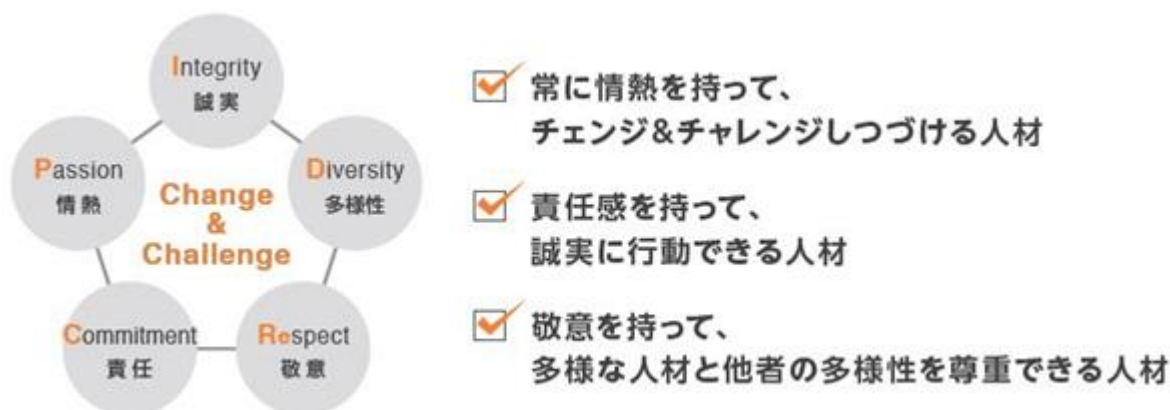 Integrity
誠実
Passion
情熱
Diversity
多様性
Change
&
Challenge
Commitment
責任
Respect
敬意
常に情熱を持って、
チェンジ&チャレンジしつづける人材
責任感を持って、
誠実に行動できる人材
敬意を持って、
多様な人材と他者の多様性を尊重できる人材